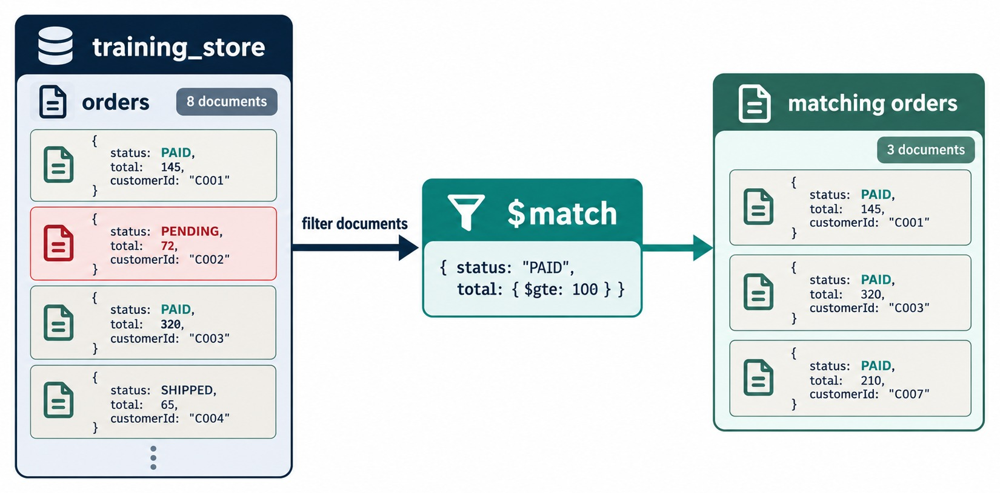 training_store
orders
8 documents
{
status: PAID,
total: 145,
customerId: "C001"
}
{
status: PENDING,
total: 72,
customerId: "C002"
}
{
status: PAID,
total: 320,
customerId: "C003"
}
{
status: SHIPPED,
total: 65,
customerId: "C004"
}
filter documents
$match
{ status: "PAID",
total: { $gte: 100 } }
matching orders
3 documents
{
status: PAID,
total: 145,
customerId: "C001"
}
{
status: PAID,
total: 320,
customerId: "C003"
}
{
status: PAID,
total: 210,
customerId: "C007"
}